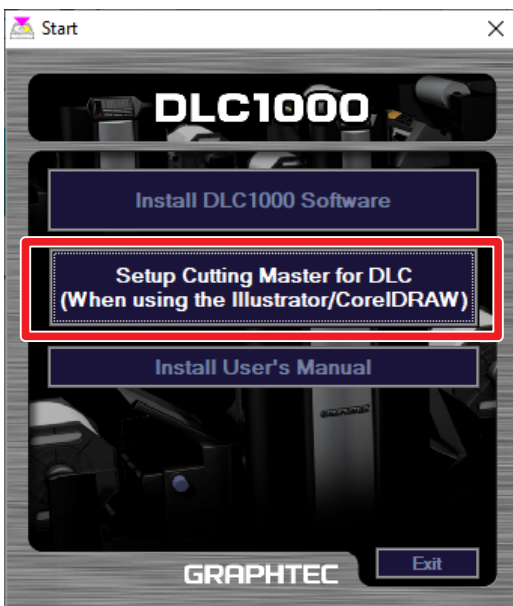 Start
DLC1000
Install DLC1000 Software
Setup Cutting Master for DLC
(When using the Illustrator/CorelDRAW)
Install User's Manual
Exit
GRAPHTEC